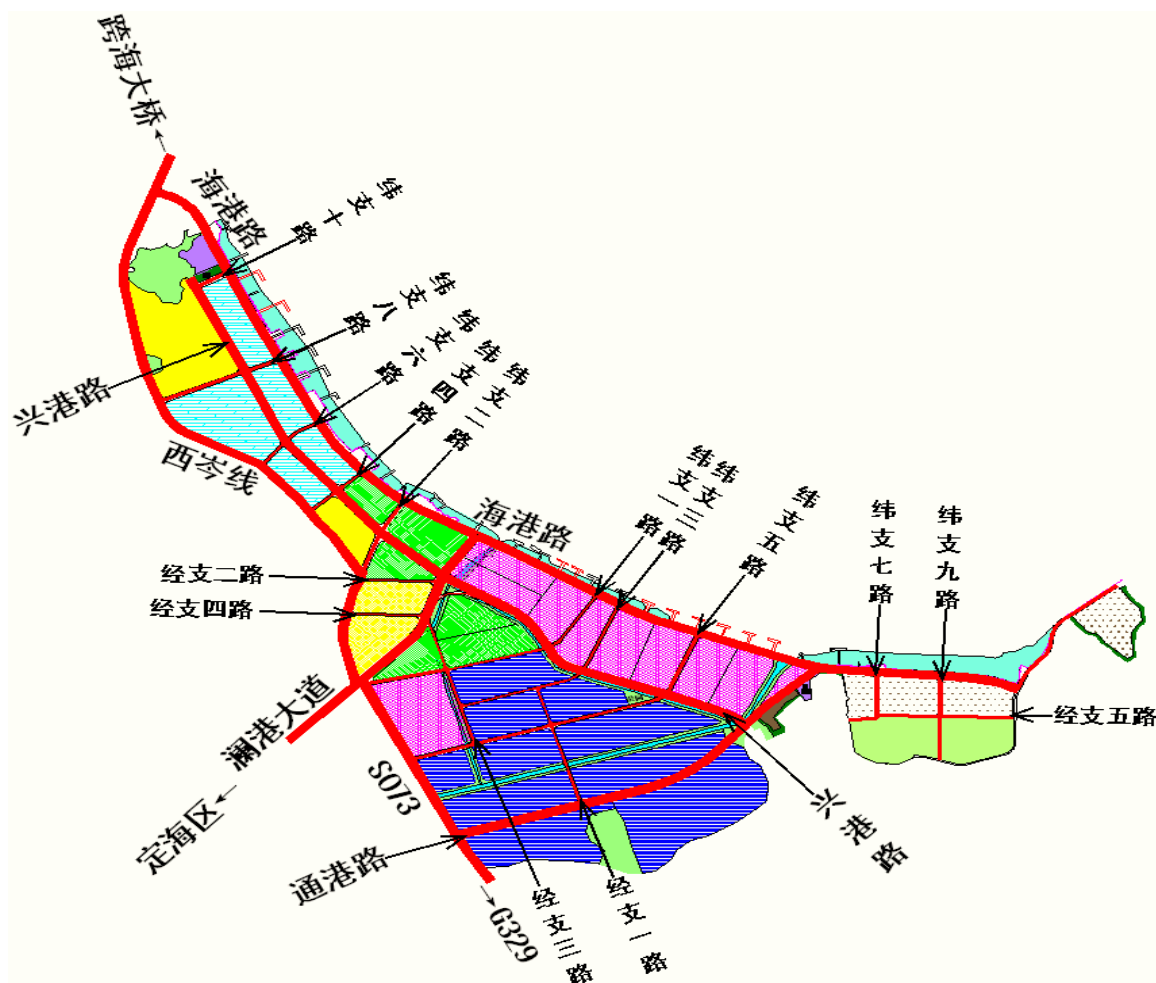 跨海大桥
海港路
纬支十路
纬支八路
纬支六路
纬支四路
纬支二路
兴港路
西岑线
海港路
纬支一路
纬支三路
纬支五路
纬支七路
纬支九路
经支二路
经支四路
经支五路
澜港大道
S073
定海区
兴港路
通港路
G329
经支三路
经支一路